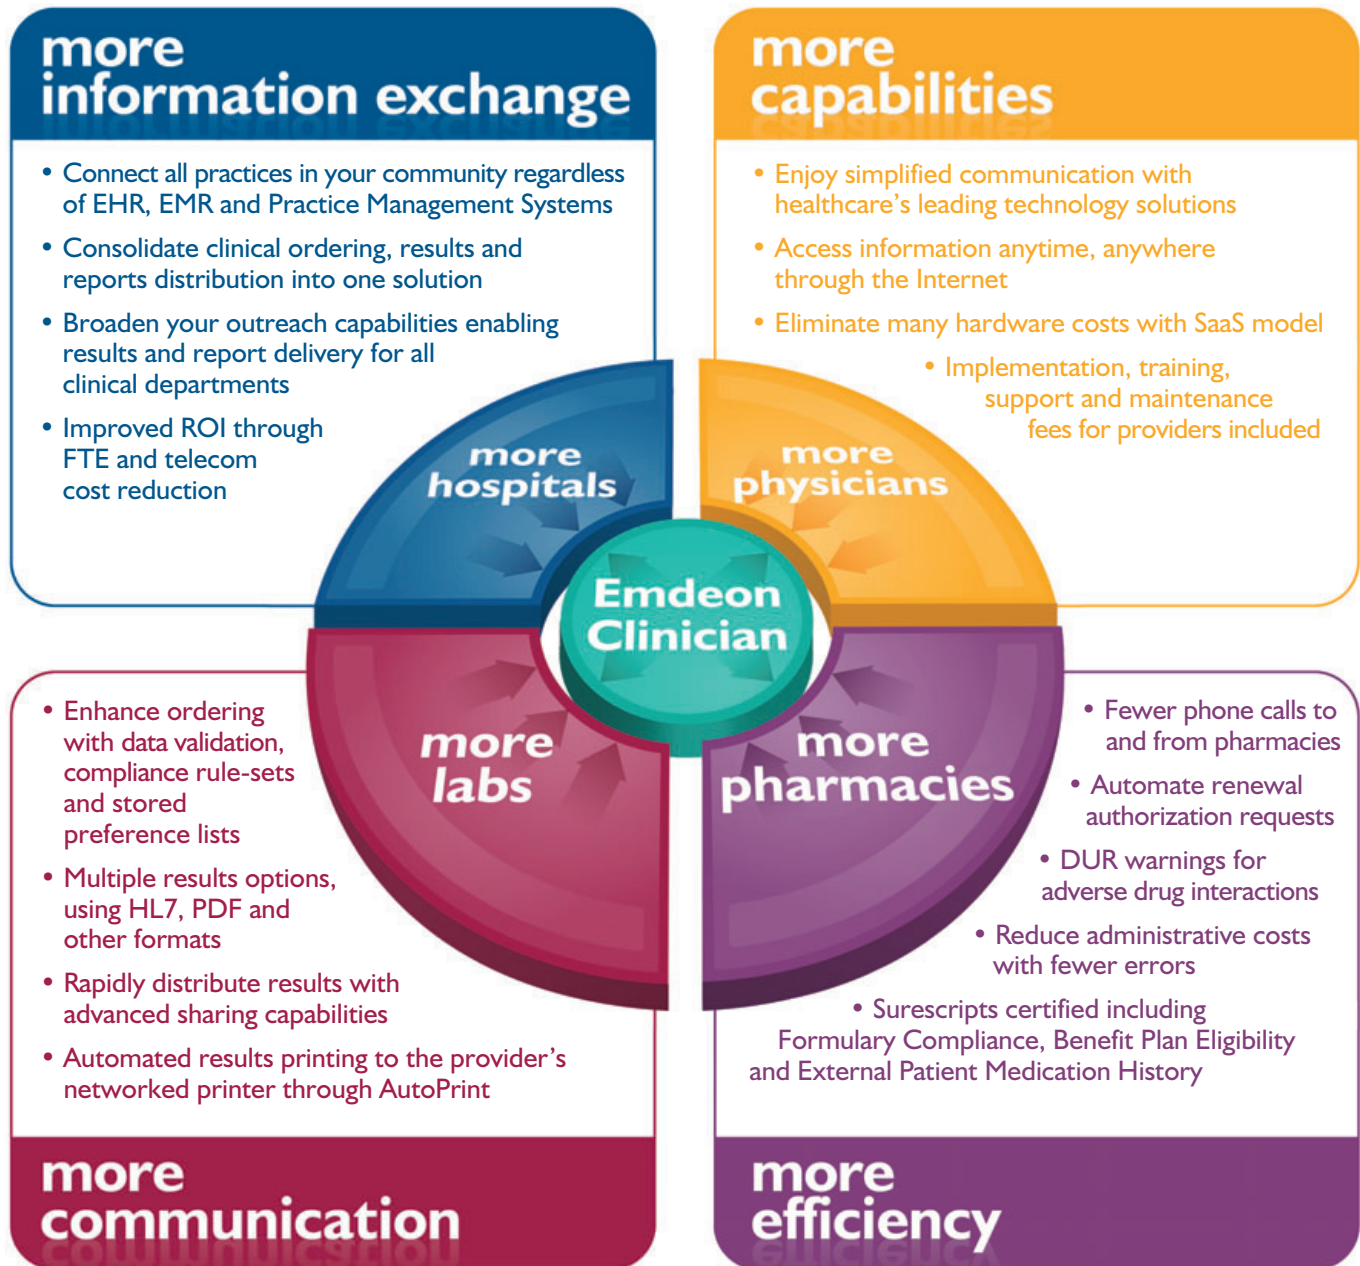 more
information exchange
• Connect all practices in your community regardless
of EHR, EMR and Practice Management Systems
• Consolidate clinical ordering, results and
reports distribution into one solution
• Broaden your outreach capabilities enabling
results and report delivery for all
clinical departments
• Improved ROI through
FTE and telecom
cost reduction
more
capabilities
• Enjoy simplified communication with
healthcare’s leading technology solutions
• Access information anytime, anywhere
through the Internet
• Eliminate many hardware costs with SaaS model
• Implementation, training,
support and maintenance
fees for providers included
more
hospitals
more
physicians
Emdeon
Clinician
more
labs
more
pharmacies
• Enhance ordering
with data validation,
compliance rule-sets
and stored
preference lists
• Multiple results options,
using HL7, PDF and
other formats
• Rapidly distribute results with
advanced sharing capabilities
• Automated results printing to the provider’s
networked printer through AutoPrint
more
communication
• Fewer phone calls to
and from pharmacies
• Automate renewal
authorization requests
• DUR warnings for
adverse drug interactions
• Reduce administrative costs
with fewer errors
• Surescripts certified including
Formulary Compliance, Benefit Plan Eligibility
and External Patient Medication History
more
efficiency